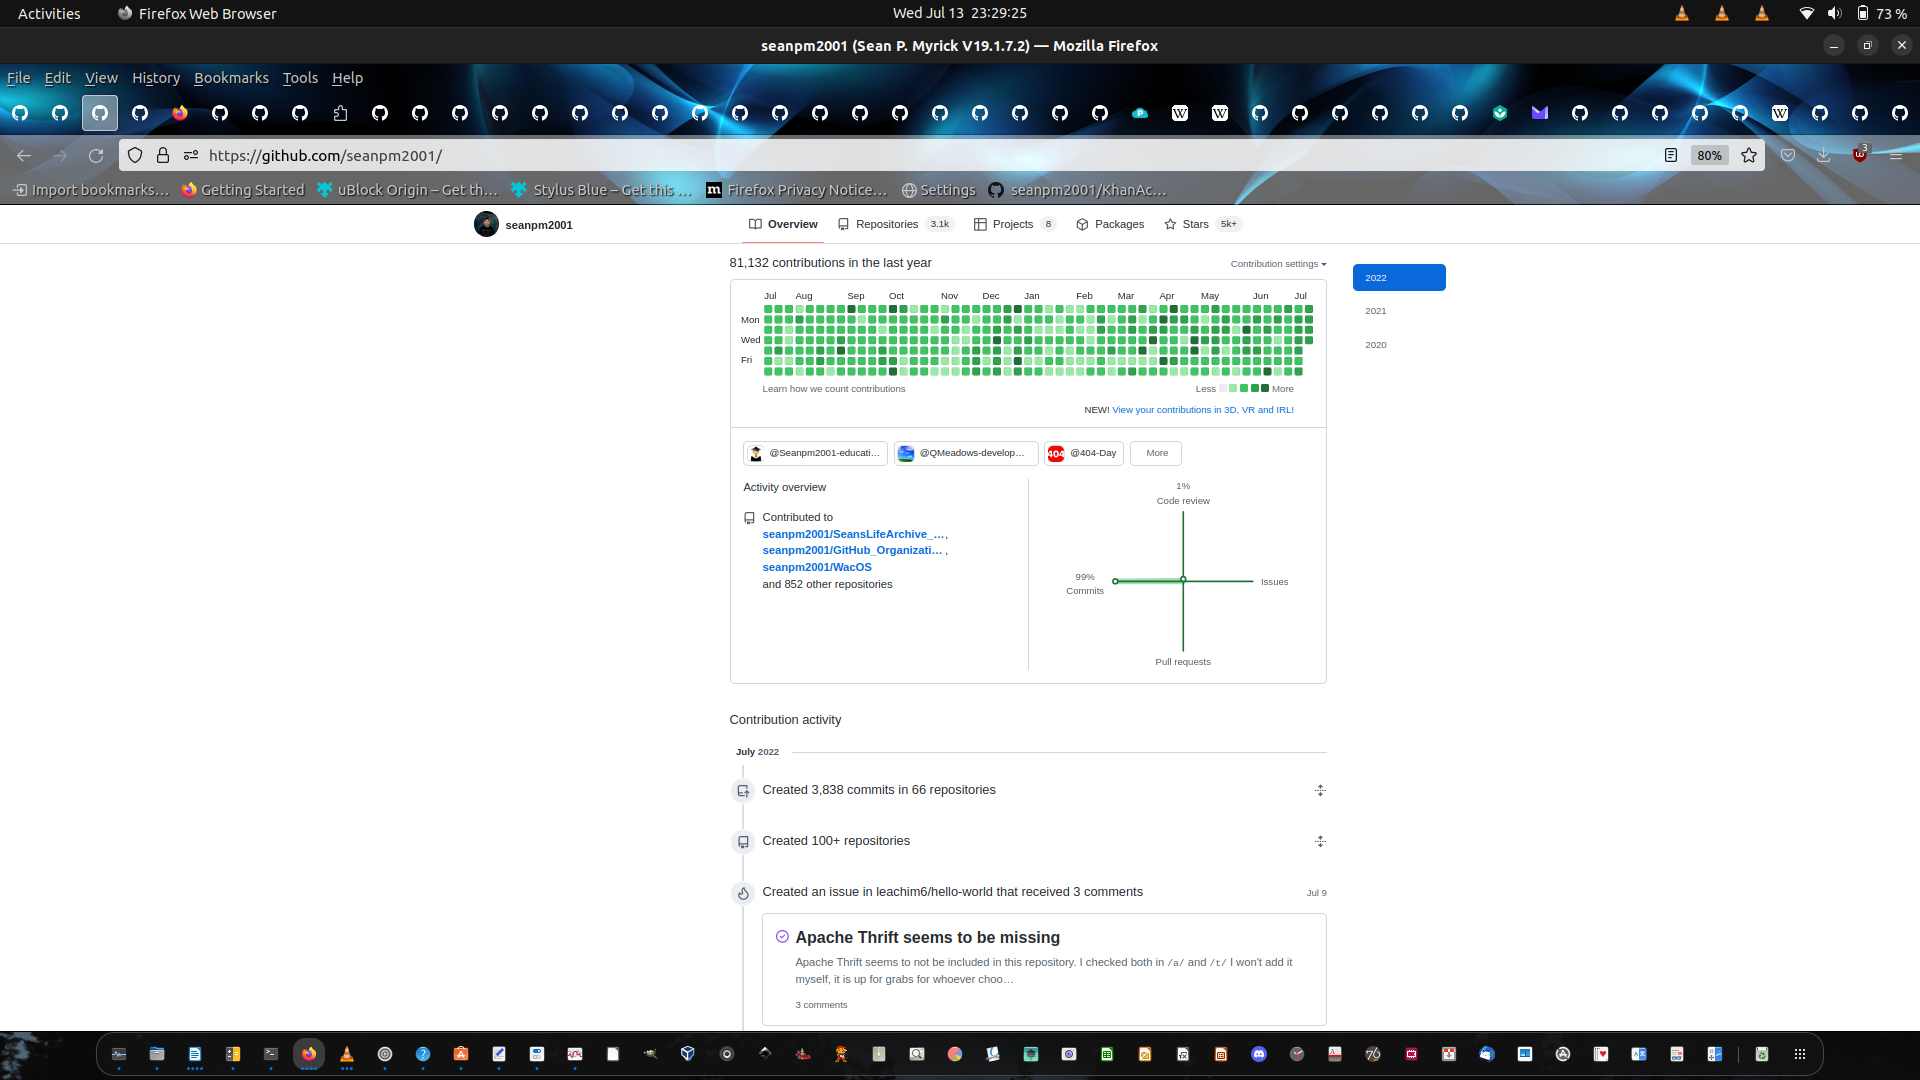 Activities
Firefox Web Browser
Wed Jul 13 23:29:25
73 %
seanpm2001 (Sean P. Myrick V19.1.7.2) — Mozilla Firefox
File Edit View History Bookmarks Tools Help
https://github.com/seanpm2001/
80%
3
Import bookmarks…
Getting Started
uBlock Origin – Get th…
Stylus Blue – Get this …
Firefox Privacy Notice…
Settings
seanpm2001/KhanAc…
seanpm2001
Overview
Repositories 3.1k
Projects 8
Packages
Stars 5k+
81,132 contributions in the last year
Contribution settings
2022
2021
2020
Jul Aug Sep Oct Nov Dec Jan Feb Mar Apr May Jun Jul
Mon
Wed
Fri
Learn how we count contributions
Less
More
NEW! View your contributions in 3D, VR and IRL!
@Seanpm2001-educati…
@QMeadows-develop…
404
@404-Day
More
Activity overview
Contributed to
seanpm2001/SeansLifeArchive_…,
seanpm2001/GitHub_Organizati… ,
seanpm2001/WacOS
and 852 other repositories
1%
Code review
99%
Commits
Issues
Pull requests
Contribution activity
July 2022
Created 3,838 commits in 66 repositories
Created 100+ repositories
Created an issue in leachim6/hello-world that received 3 comments
Jul 9
Apache Thrift seems to be missing
Apache Thrift seems to not be included in this repository. I checked both in /a/ and /t/ I won't add it
myself, it is up for grabs for whoever choo…
3 comments